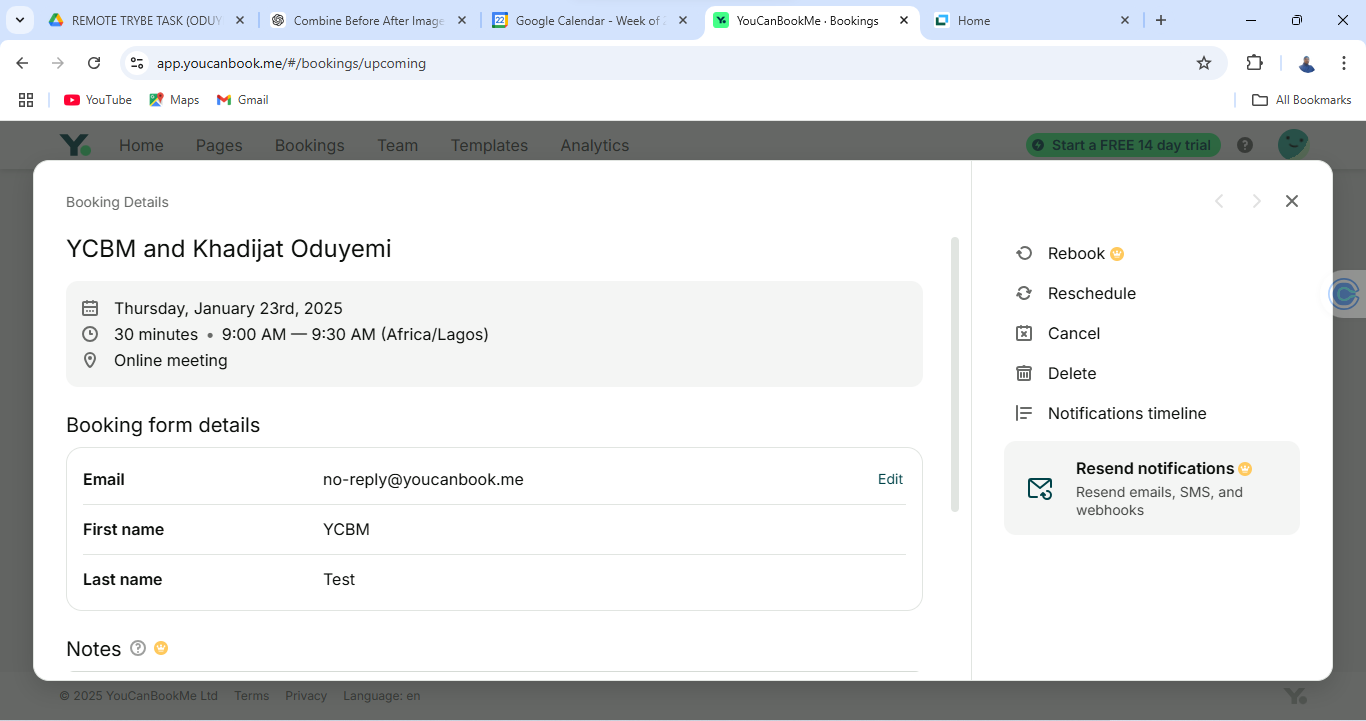 REMOTE TRYBE TASK (ODUY
Combine Before After Image
Google Calendar - Week of 2
YouCanBookMe · Bookings
Home
app.youcanbook.me/#/bookings/upcoming
YouTube
Maps
Gmail
All Bookmarks
Home
Pages
Bookings
Team
Templates
Analytics
Start a FREE 14 day trial
Booking Details
YCBM and Khadijat Oduyemi
Thursday, January 23rd, 2025
30 minutes • 9:00 AM — 9:30 AM (Africa/Lagos)
Online meeting
Booking form details
Email no-reply@youcanbook.me Edit
First name YCBM
Last name Test
Notes
Rebook
Reschedule
Cancel
Delete
Notifications timeline
Resend notifications
Resend emails, SMS, and
webhooks
© 2025 YouCanBookMe Ltd Terms Privacy Language: en